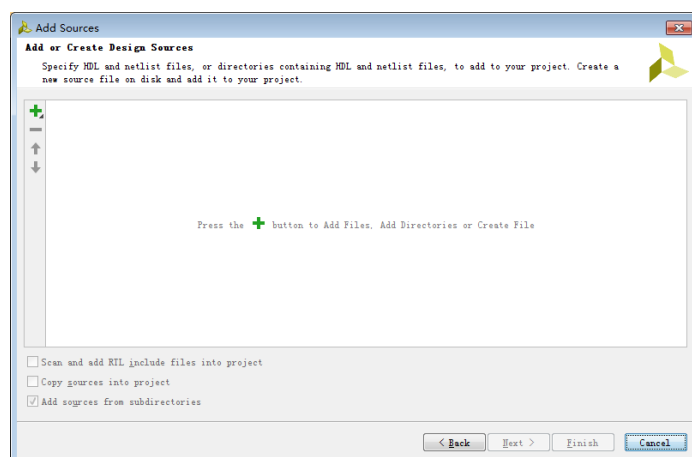 Add Sources
Add or Create Design Sources
Specify HDL and netlist files, or directories containing HDL and netlist files, to add to your project. Create a
new source file on disk and add it to your project.
Press the + button to Add Files, Add Directories or Create File
Scan and add RTL include files into project
Copy sources into project
Add sources from subdirectories
< Back Next > Finish Cancel